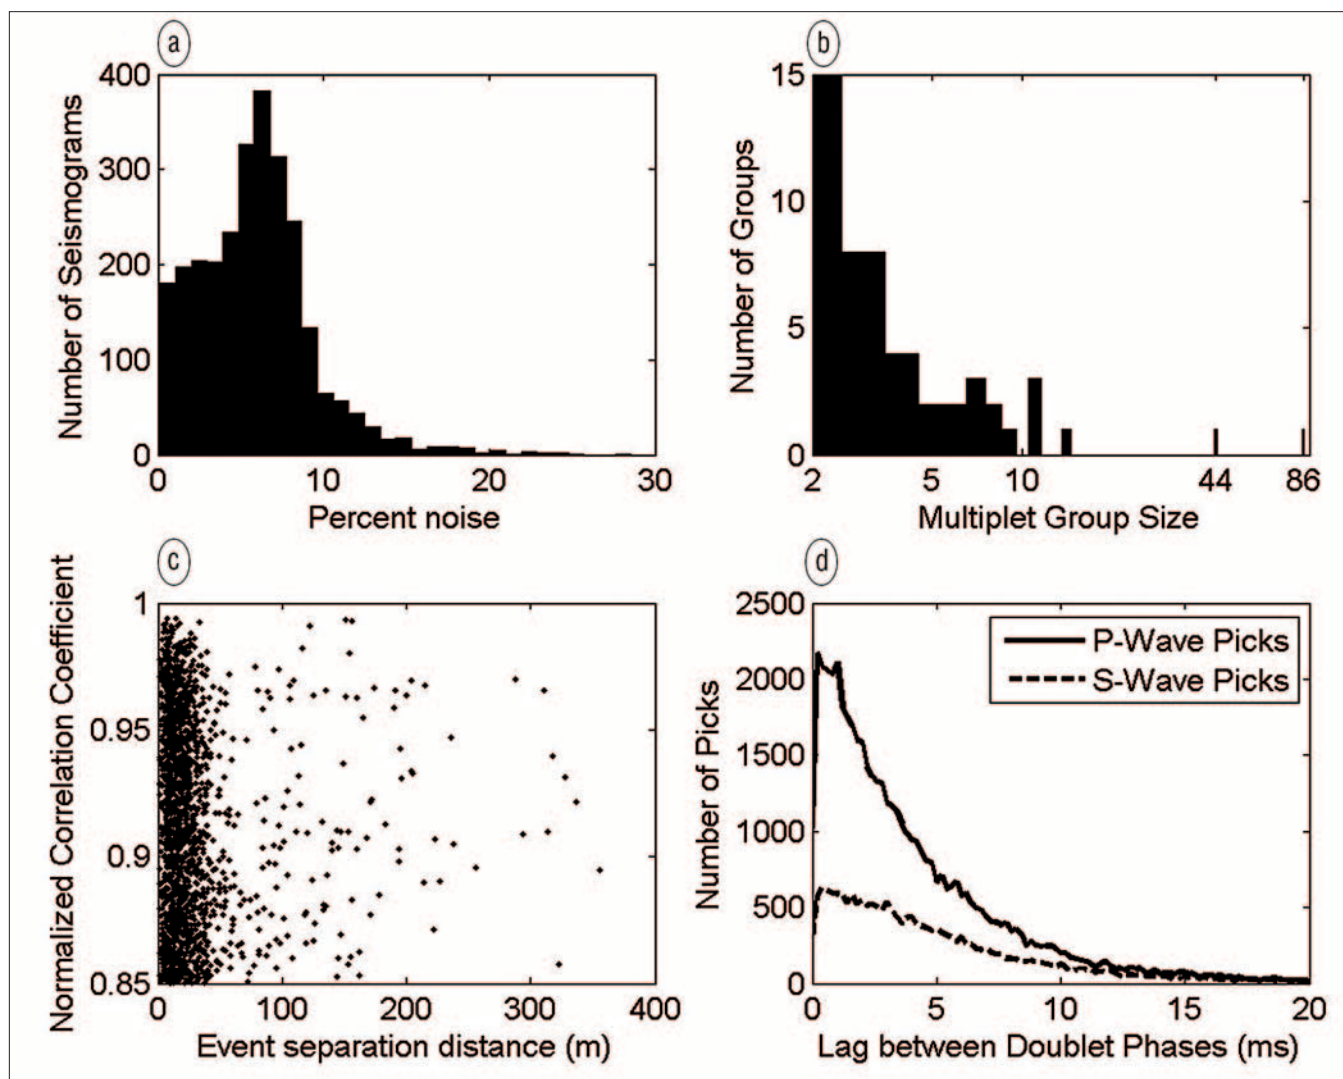 a
400
300
200
100
0
Number of Seismograms
0 10 20 30
Percent noise
b
15
10
5
0
Number of Groups
2 5 10 44 86
Multiplet Group Size
c
1
0.95
0.9
0.85
Normalized Correlation Coefficient
0 100 200 300 400
Event separation distance (m)
d
2500
2000
1500
1000
500
0
Number of Picks
P-Wave Picks
S-Wave Picks
0 5 10 15 20
Lag between Doublet Phases (ms)